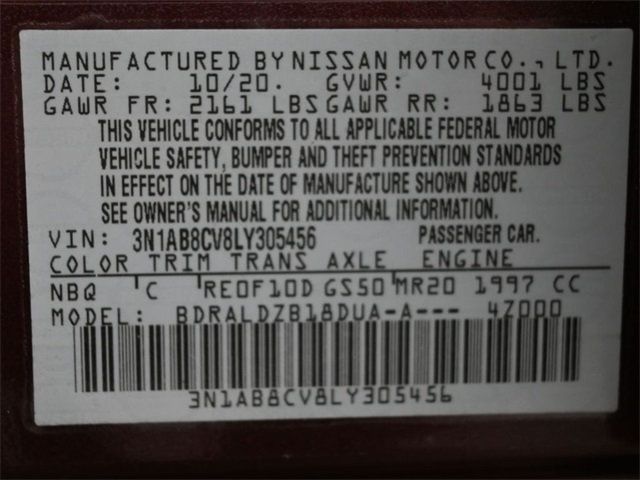 MANUFACTURED BY NISSAN MOTOR CO., LTD.
DATE: 10/20. GVWR: 4001 LBS
GAWR FR: 2161 LBS GAWR RR: 1863 LBS
THIS VEHICLE CONFORMS TO ALL APPLICABLE FEDERAL MOTOR
VEHICLE SAFETY, BUMPER AND THEFT PREVENTION STANDARDS
IN EFFECT ON THE DATE OF MANUFACTURE SHOWN ABOVE.
SEE OWNER'S MANUAL FOR ADDITIONAL INFORMATION.
VIN: 3N1AB8CV8LY305456 PASSENGER CAR.
COLOR TRIM TRANS AXLE ENGINE
NBQ C RE0F10D GS50 MR20 1997 CC
MODEL: BDRALDZB18DUA-A--- 4Z000
3N1AB8CV8LY305456